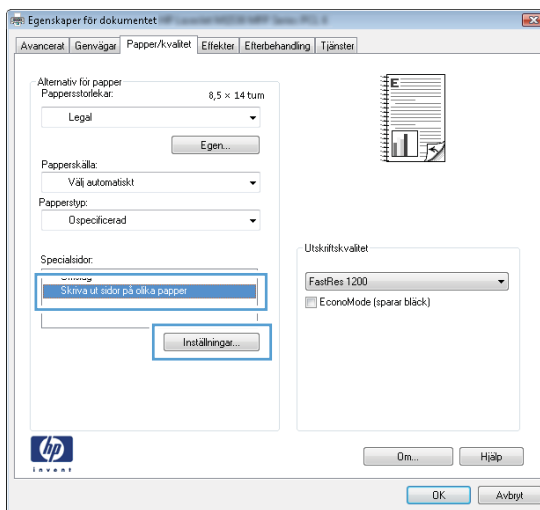 Egenskaper för dokumentet
Avancerat Genvägar Papper/kvalitet Effekter Efterbehandling Tjänster
Alternativ för papper
Pappersstorlekar: 8,5 × 14 tum
Legal
Egen...
Papperskälla:
Välj automatiskt
Papperstyp:
Ospecificerad
Specialsidor:
Omslag
Skriva ut sidor på olika papper
Inställningar...
Utskriftskvalitet
FastRes 1200
EconoMode (sparar bläck)
E
hp
invent
Om... Hjälp
OK Avbryt